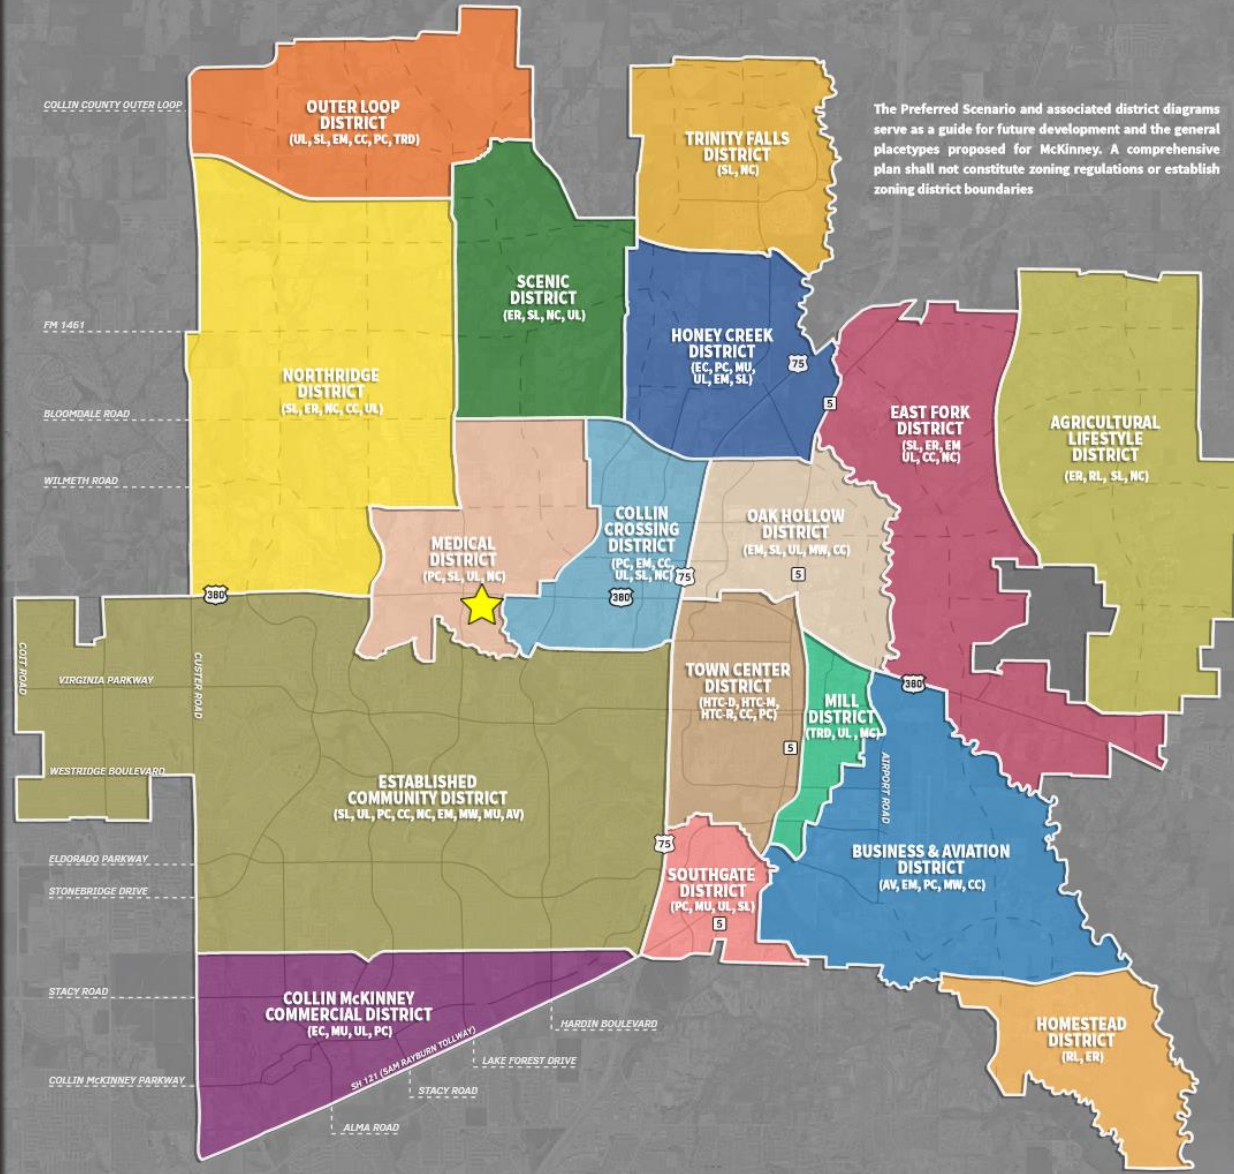 COLLIN COUNTY OUTER LOOP
OUTER LOOP
DISTRICT
(UL, SL, EM, CC, PC, TRD)
TRINITY FALLS
DISTRICT
(SL, NC)
The Preferred Scenario and associated district diagrams
serve as a guide for future development and the general
placetypes proposed for McKinney. A comprehensive
plan shall not constitute zoning regulations or establish
zoning district boundaries
SCENIC
DISTRICT
(ER, SL, NC, UL)
FM 1461
HONEY CREEK
DISTRICT
(EC, PC, MU,
UL, EM, SL)
75
5
NORTHRIDGE
DISTRICT
(SL, ER, NC, CC, UL)
BLOOMDALE ROAD
EAST FORK
DISTRICT
(SL, ER, EM
UL, CC, NC)
AGRICULTURAL
LIFESTYLE
DISTRICT
(ER, RL, SL, NC)
WILMETH ROAD
MEDICAL
DISTRICT
(PC, SL, UL, NC)
COLLIN
CROSSING
DISTRICT
(PC, EM, CC,
UL, SL, NC)
75
380
OAK HOLLOW
DISTRICT
(EM, SL, UL, MW, CC)
5
380
COIT ROAD
VIRGINIA PARKWAY
CUSTER ROAD
WESTRIDGE BOULEVARD
TOWN CENTER
DISTRICT
(HTC-D, HTC-M,
HTC-R, CC, PC)
5
MILL
DISTRICT
(TRD, UL, MC)
380
AIRPORT ROAD
ESTABLISHED
COMMUNITY DISTRICT
(SL, UL, PC, CC, NC, EM, MW, MU, AV)
ELDORADO PARKWAY
STONEBRIDGE DRIVE
75
SOUTHGATE
DISTRICT
(PC, MU, UL, SL)
5
BUSINESS & AVIATION
DISTRICT
(AV, EM, PC, MW, CC)
STACY ROAD
COLLIN McKINNEY
COMMERCIAL DISTRICT
(EC, MU, UL, PC)
COLLIN McKINNEY PARKWAY
SH 121 (SAM RAYBURN TOLLWAY)
HARDIN BOULEVARD
LAKE FOREST DRIVE
STACY ROAD
ALMA ROAD
HOMESTEAD
DISTRICT
(RL, ER)